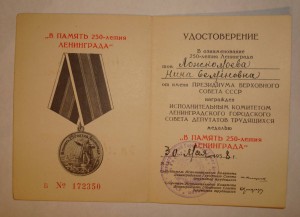 "В ПАМЯТЬ 250-летия
ЛЕНИНГРАДА"
Б № 172350
УДОСТОВЕРЕНИЕ
В ознаменование
250-летия Ленинграда
Нина
от имени ПРЕЗИДИУМА ВЕРХОВНОГО
СОВЕТА СССР
награжден
ИСПОЛНИТЕЛЬНЫМ КОМИТЕТОМ
ЛЕНИНГРАДСКОГО ГОРОДСКОГО
СОВЕТА ДЕПУТАТОВ ТРУДЯЩИХСЯ
медалью
"В ПАМЯТЬ 250-летия
ЛЕНИНГРАДА"